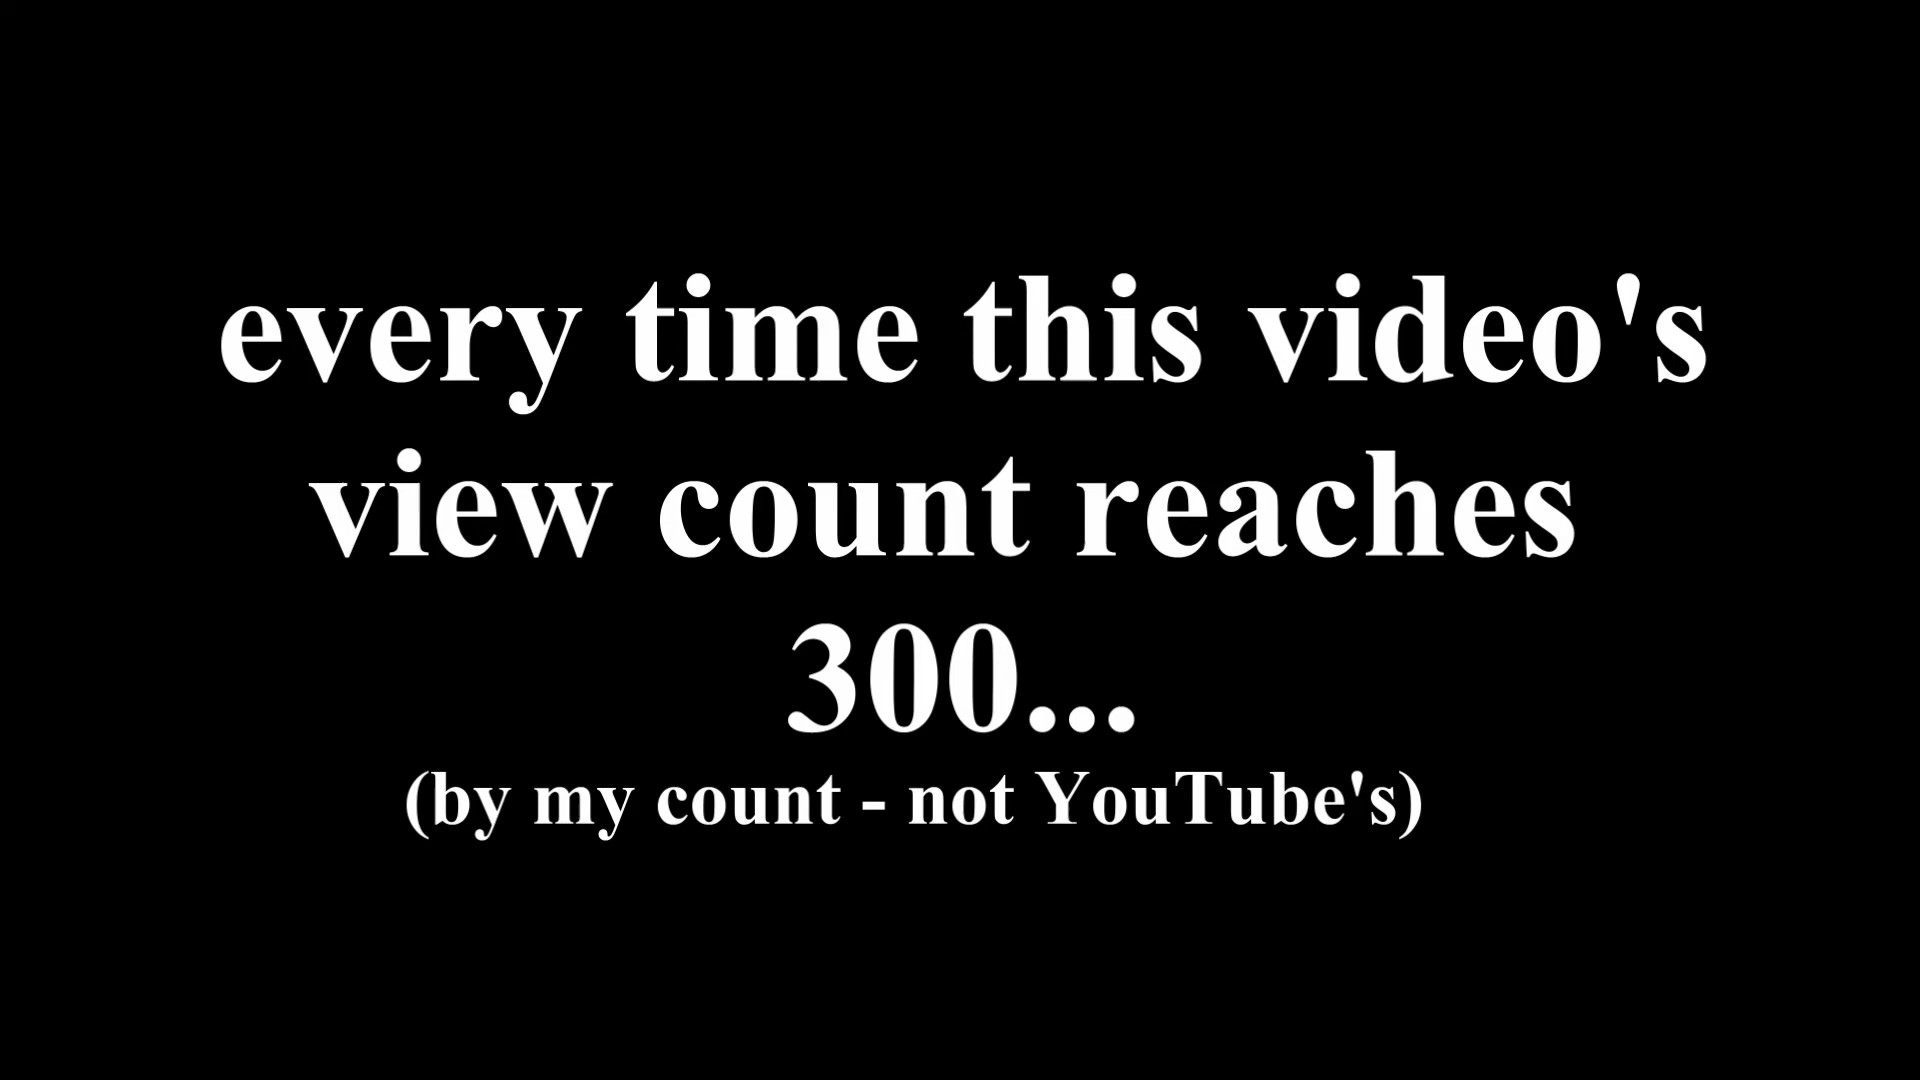 every time this video's
view count reaches
300...
(by my count - not YouTube's)